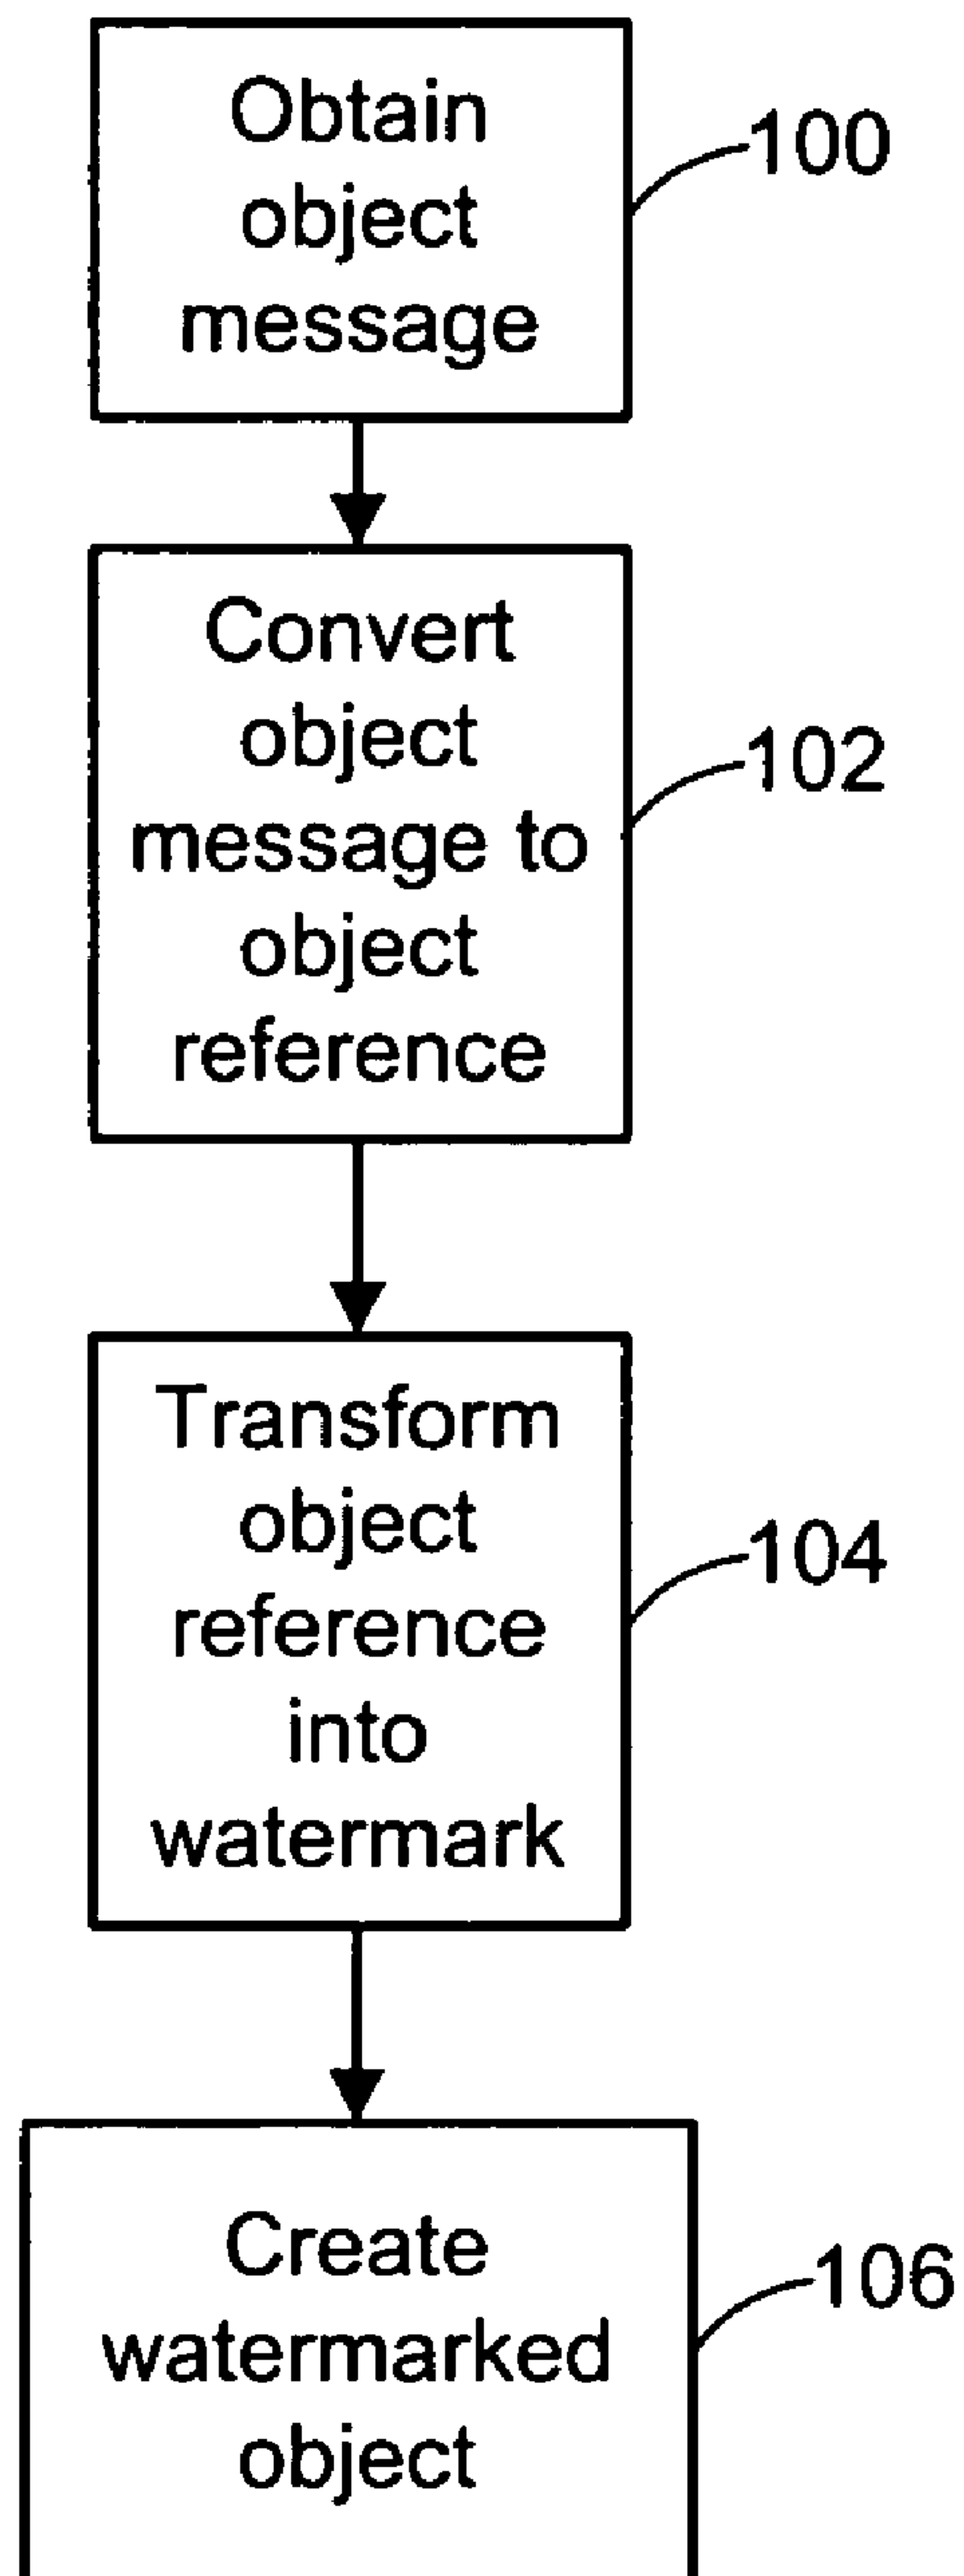 Obtain
object
message
100
Convert
object
message to
object
reference
102
Transform
object
reference
into
watermark
104
Create
watermarked
object
106